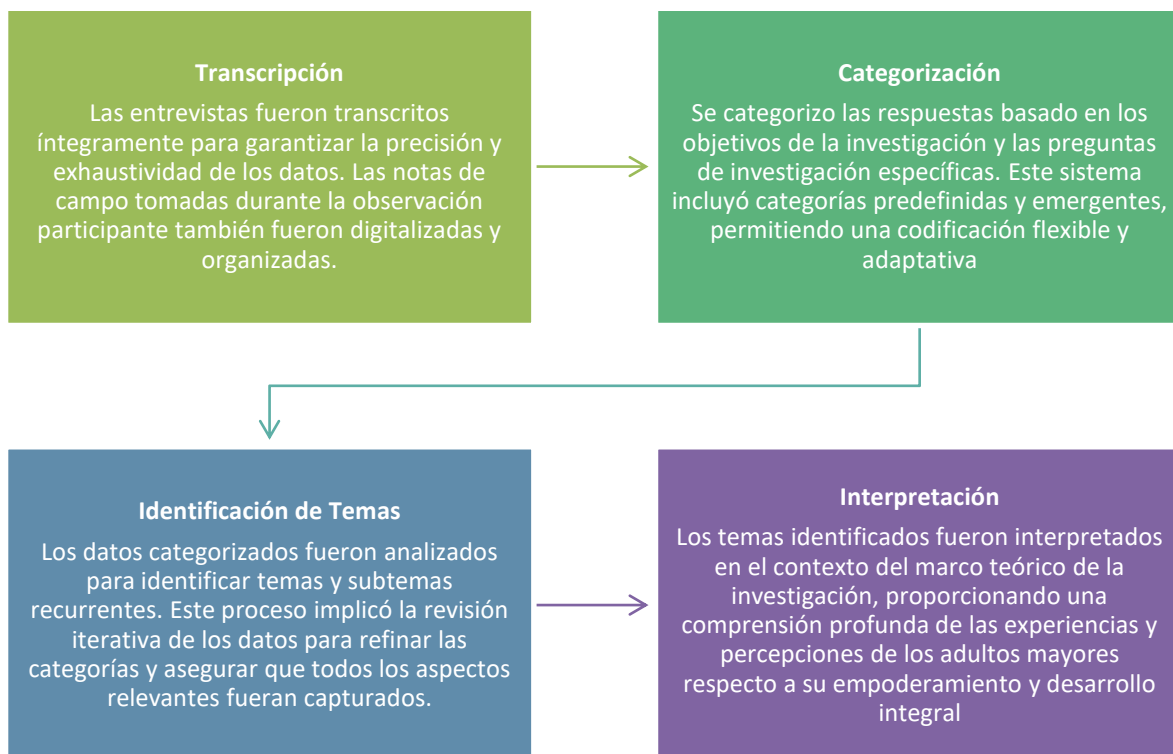 Transcripción
Las entrevistas fueron transcritos
íntegramente para garantizar la precisión y
exhaustividad de los datos. Las notas de
campo tomadas durante la observación
participante también fueron digitalizadas y
organizadas.
Categorización
Se categorizo las respuestas basado en los
objetivos de la investigación y las preguntas
de investigación específicas. Este sistema
incluyó categorías predefinidas y emergentes,
permitiendo una codificación flexible y
adaptativa
Identificación de Temas
Los datos categorizados fueron analizados
para identificar temas y subtemas
recurrentes. Este proceso implicó la revisión
iterativa de los datos para refinar las
categorías y asegurar que todos los aspectos
relevantes fueran capturados.
Interpretación
Los temas identificados fueron interpretados
en el contexto del marco teórico de la
investigación, proporcionando una
comprensión profunda de las experiencias y
percepciones de los adultos mayores
respecto a su empoderamiento y desarrollo
integral